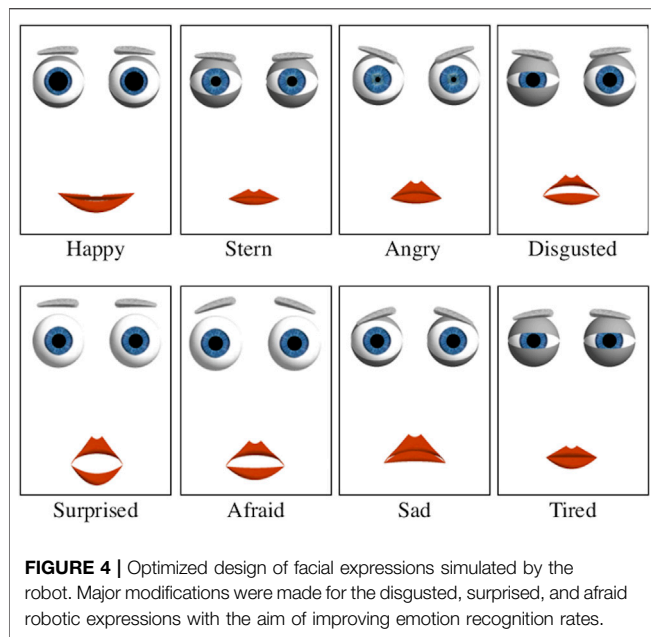 Happy
Stern
Angry
Disgusted
Surprised
Afraid
Sad
Tired
FIGURE 4 | Optimized design of facial expressions simulated by the
robot. Major modifications were made for the disgusted, surprised, and afraid
robotic expressions with the aim of improving emotion recognition rates.